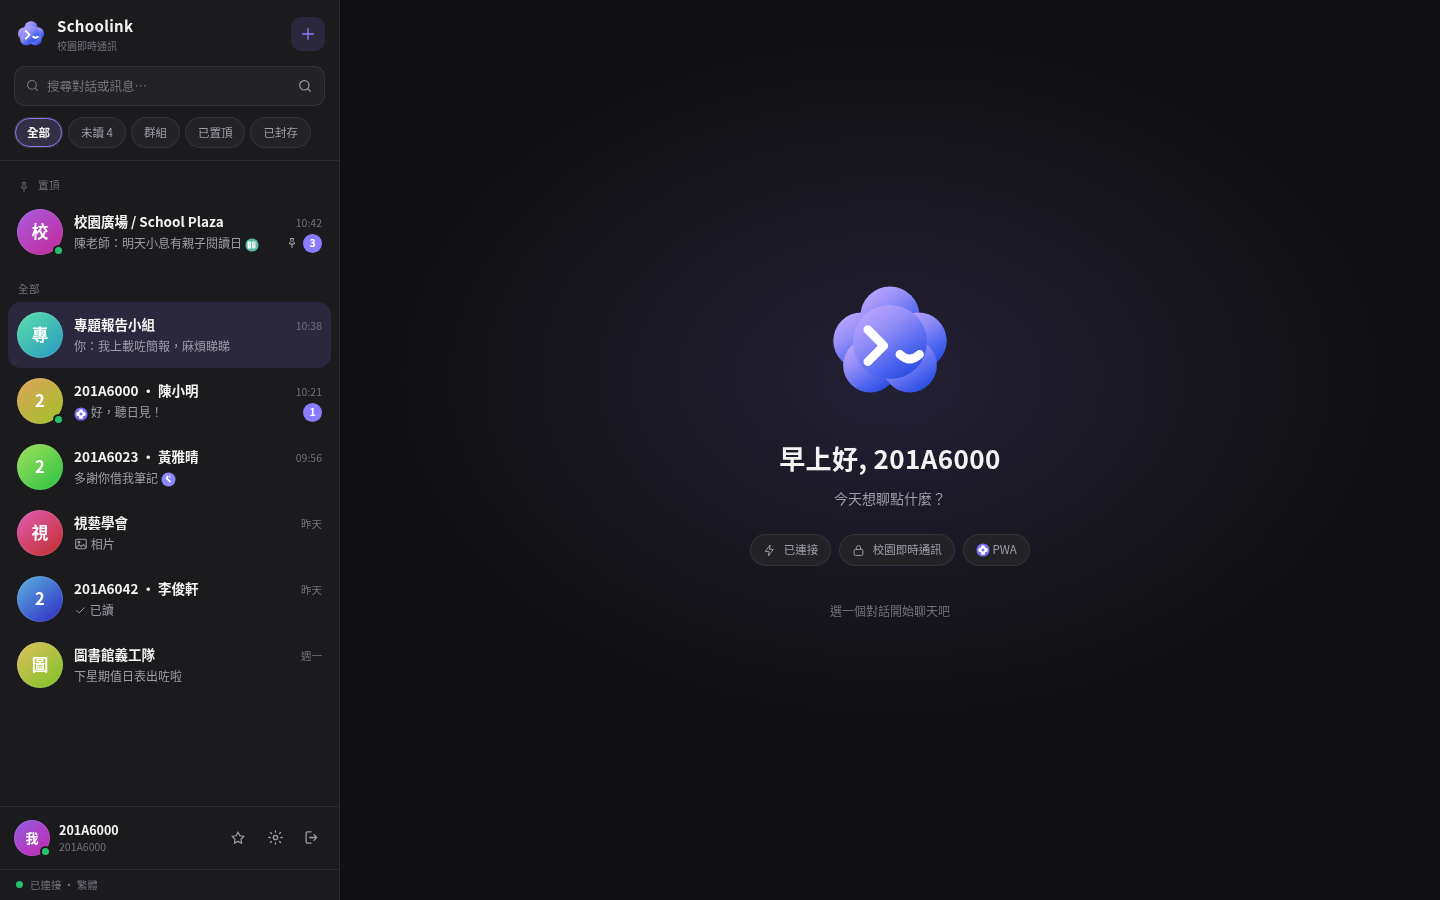 Schoolink
校園即時通訊
搜尋對話或訊息…
全部
未讀 4
群組
已置頂
已封存
置頂
校
校園廣場 / School Plaza
10:42
陳老師：明天小息有親子閱讀日
3
全部
專
專題報告小組
10:38
你：我上載咗簡報，麻煩睇睇
2
201A6000 · 陳小明
10:21
好，聽日見！
1
2
201A6023 · 黃雅晴
09:56
多謝你借我筆記
視
視藝學會
昨天
相片
2
201A6042 · 李俊軒
昨天
已讀
圖
圖書館義工隊
週一
下星期值日表出咗啦
我
201A6000
201A6000
已連接 · 繁體
早上好, 201A6000
今天想聊點什麼？
已連接
校園即時通訊
PWA
選一個對話開始聊天吧